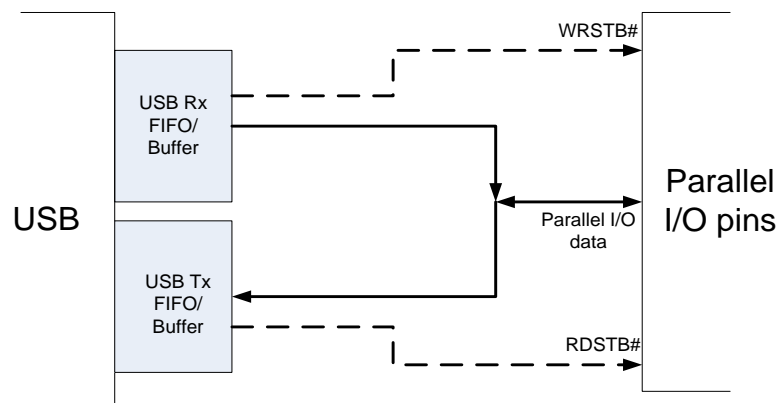 WRSTB#
USB Rx
FIFO/
Buffer
USB
Parallel
I/O pins
Parallel I/O
data
USB Tx
FIFO/
Buffer
RDSTB#